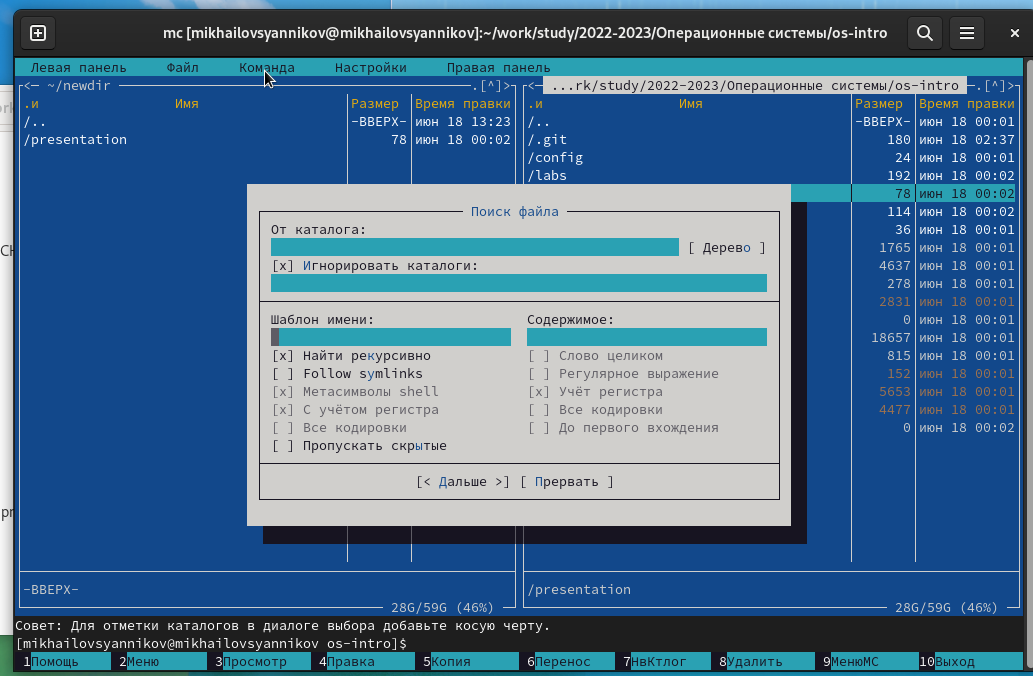 mc [mikhailovsyannikov@mikhailovsyannikov]:~/work/study/2022-2023/Операционные системы/os-intro
Левая панель Файл Команда Настройки Правая панель
<— ~/newdir .[^]> <— ...rk/study/2022-2023/Операционные системы/os-intro .[^]>
.и Имя Размер Время правки .и Имя Размер Время правки
/.. -ВВЕРХ- июн 18 13:23 /.. -ВВЕРХ- июн 18 00:01
/presentation 78 июн 18 00:02 /.git 180 июн 18 02:37
/config 24 июн 18 00:01
/labs 192 июн 18 00:02
78 июн 18 00:02
Поиск файла 114 июн 18 00:02
От каталога: 36 июн 18 00:01
[ Дерево ] 1765 июн 18 00:01
[x] Игнорировать каталоги: 4637 июн 18 00:01
278 июн 18 00:01
2831 июн 18 00:01
Шаблон имени: Содержимое: 0 июн 18 00:01
18657 июн 18 00:01
[x] Найти рекурсивно [ ] Слово целиком 815 июн 18 00:01
[ ] Follow symlinks [ ] Регулярное выражение 152 июн 18 00:01
[x] Метасимволы shell [x] Учёт регистра 5653 июн 18 00:01
[x] С учётом регистра [ ] Все кодировки 4477 июн 18 00:01
[ ] Все кодировки [ ] До первого вхождения 0 июн 18 00:02
[ ] Пропускать скрытые
[< Дальше >] [ Прервать ]
-ВВЕРХ- /presentation
28G/59G (46%) 28G/59G (46%)
Совет: Для отметки каталогов в диалоге выбора добавьте косую черту.
[mikhailovsyannikov@mikhailovsyannikov os-intro]$
1Помощь 2Меню 3Просмотр 4Правка 5Копия 6Перенос 7НвКтлог 8Удалить 9МенюМС 10Выход